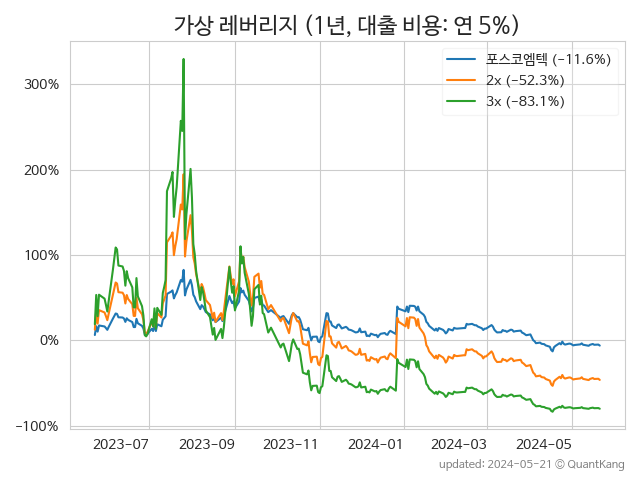 가상 레버리지 (1년, 대출 비용: 연 5%)
포스코엠텍 (−11.6%)
2x (−52.3%)
3x (−83.1%)
300%
200%
100%
0%
−100%
2023-07
2023-09
2023-11
2024-01
2024-03
2024-05
updated: 2024-05-21 © QuantKang